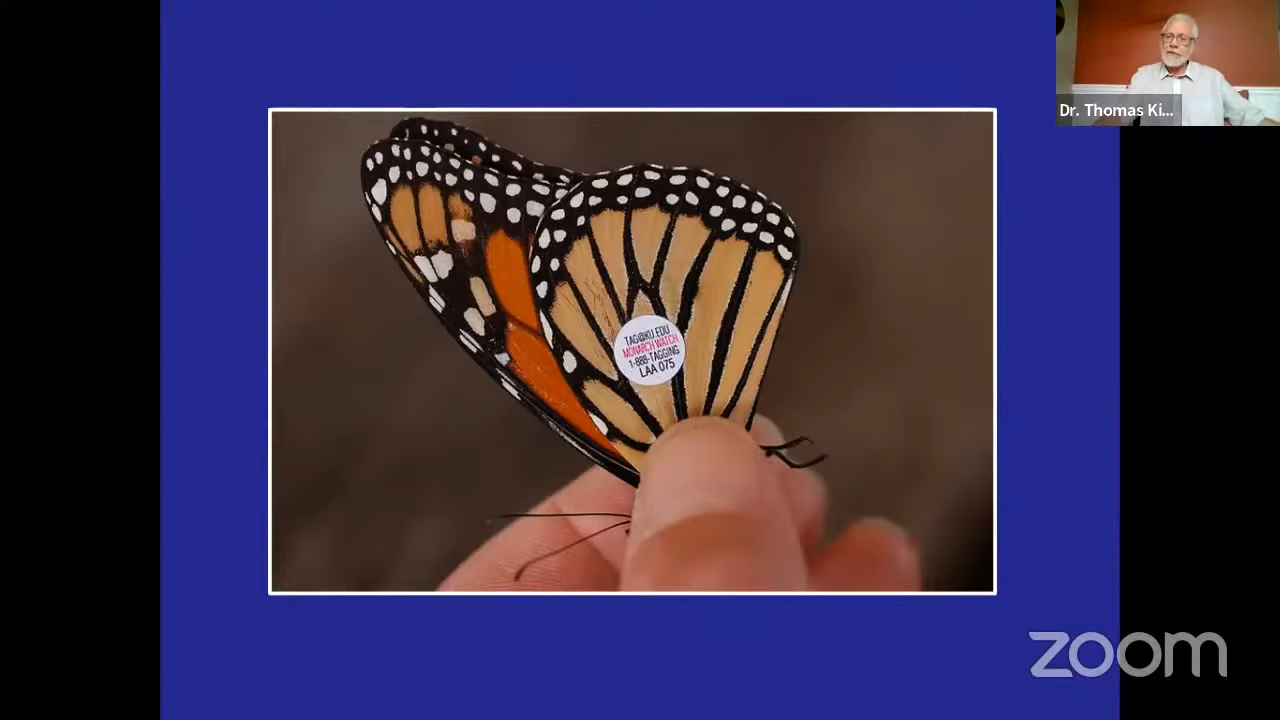 Dr. Thomas Ki...
TAG@KU.EDU
MONARCH WATCH
1-888-TAGGING
LAA 075
zoom